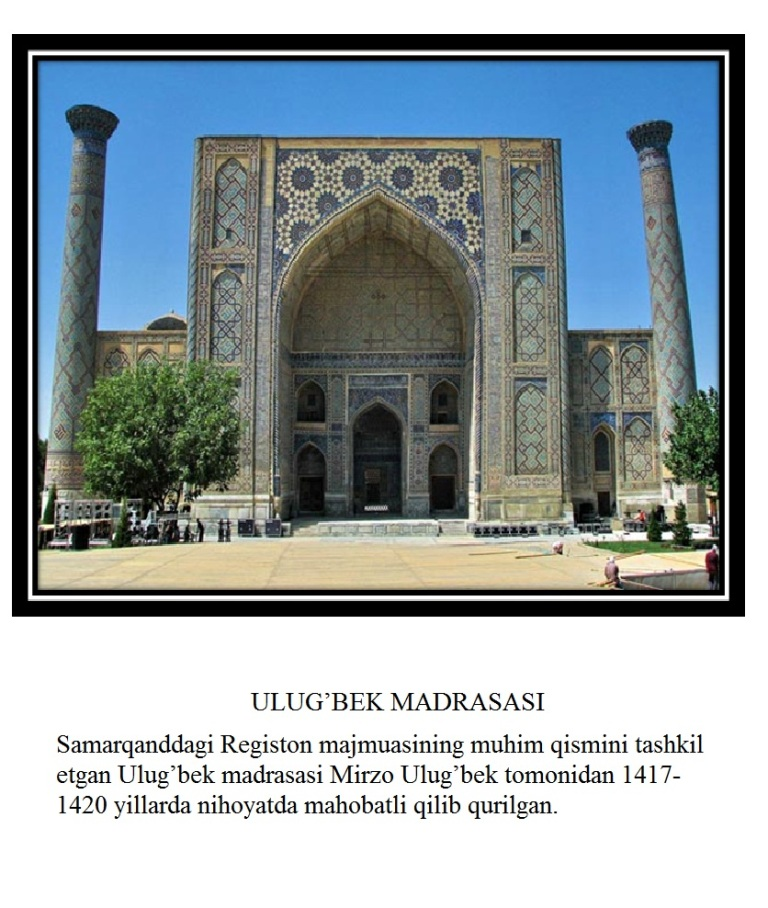 ULUG’BEK MADRASASI
Samarqanddagi Registon majmuasining muhim qismini tashkil
etgan Ulug’bek madrasasi Mirzo Ulug’bek tomonidan 1417-
1420 yillarda nihoyatda mahobatli qilib qurilgan.